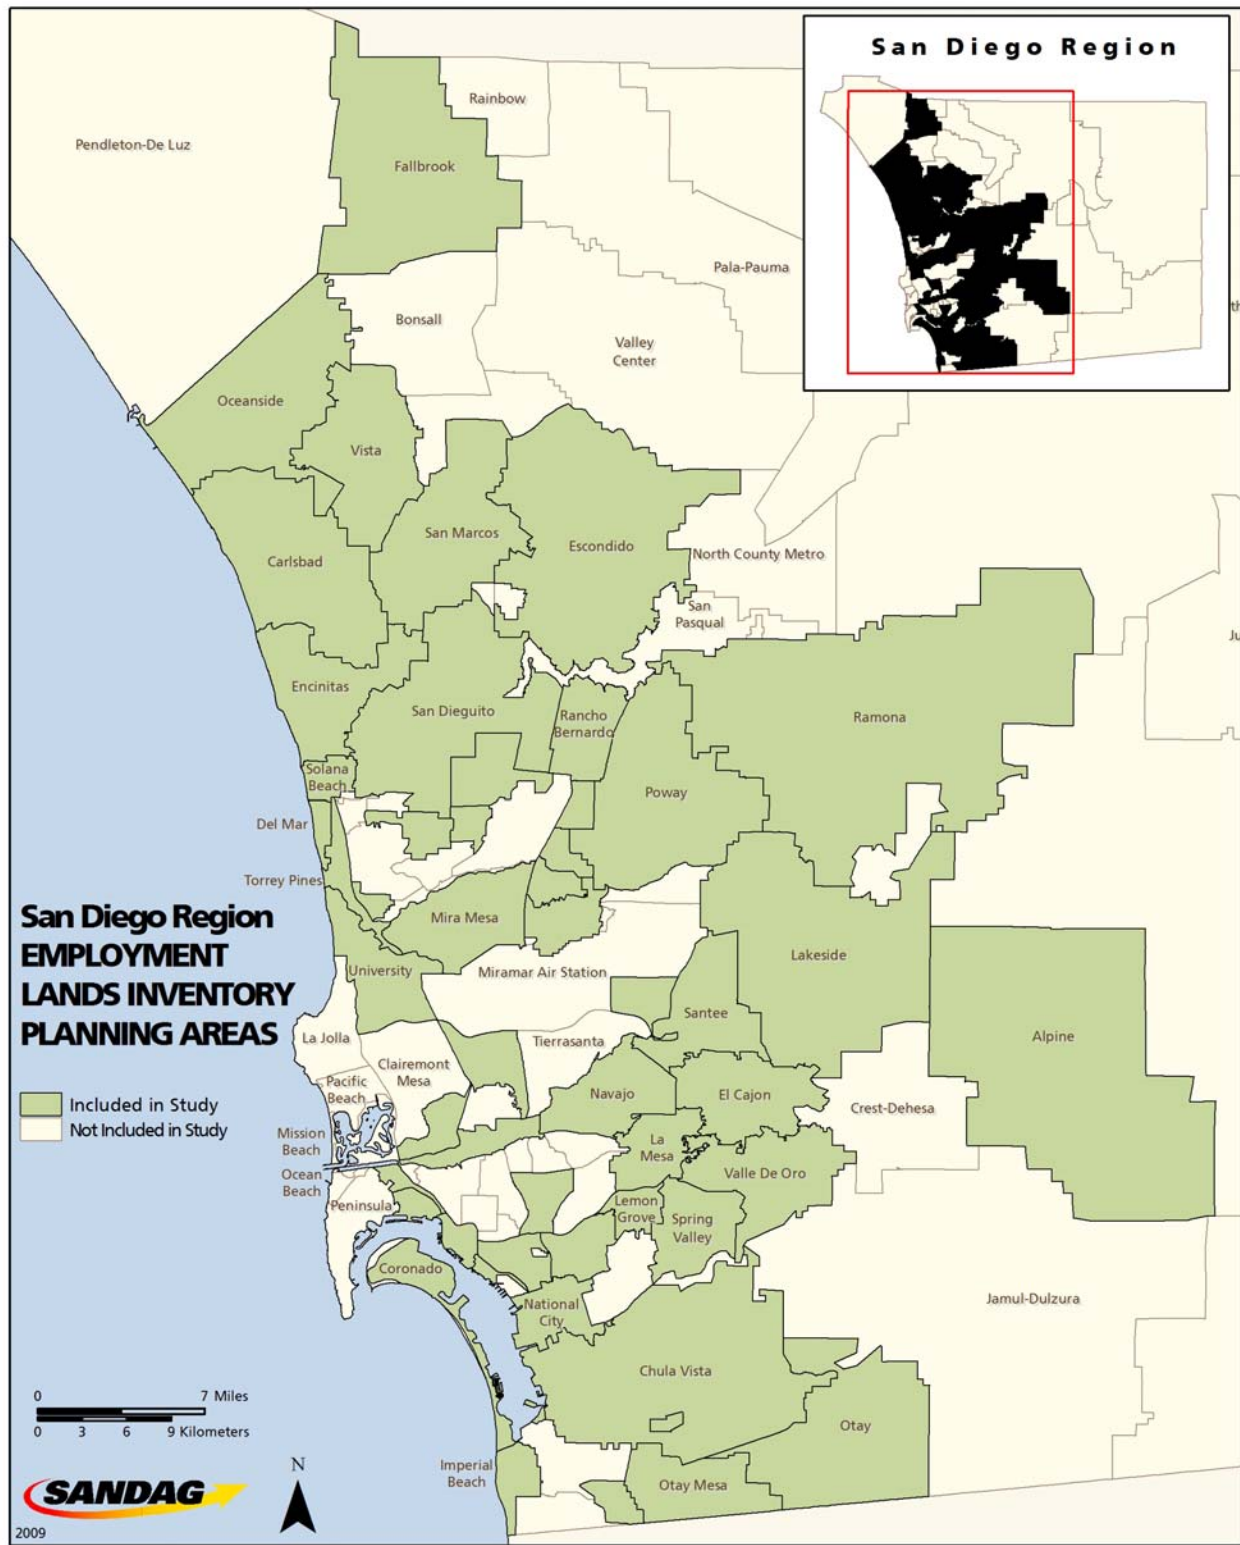 San Diego Region
Rainbow
Pendleton-De Luz
Fallbrook
Pala-Pauma
Bonsall
Valley
Center
Oceanside
Vista
San Marcos
Escondido
North County Metro
Carlsbad
San
Pasqual
Encinitas
San Dieguito
Rancho
Bernardo
Ramona
Solana
Beach
Poway
Del Mar
Torrey Pines
Mira Mesa
San Diego Region
EMPLOYMENT
LANDS INVENTORY
PLANNING AREAS
University
Miramar Air Station
Lakeside
Santee
La Jolla
Tierrasanta
Alpine
Clairemont
Mesa
Pacific
Beach
Navajo
El Cajon
Crest-Dehesa
Included in Study
Not Included in Study
Mission
Beach
La
Mesa
Ocean
Beach
Valle De Oro
Peninsula
Lemon
Grove
Spring
Valley
Coronado
National
City
Jamul-Dulzura
Chula Vista
0 7 Miles
0 3 6 9 Kilometers
Otay
Imperial
Beach
Otay Mesa
N
SANDAG
2009